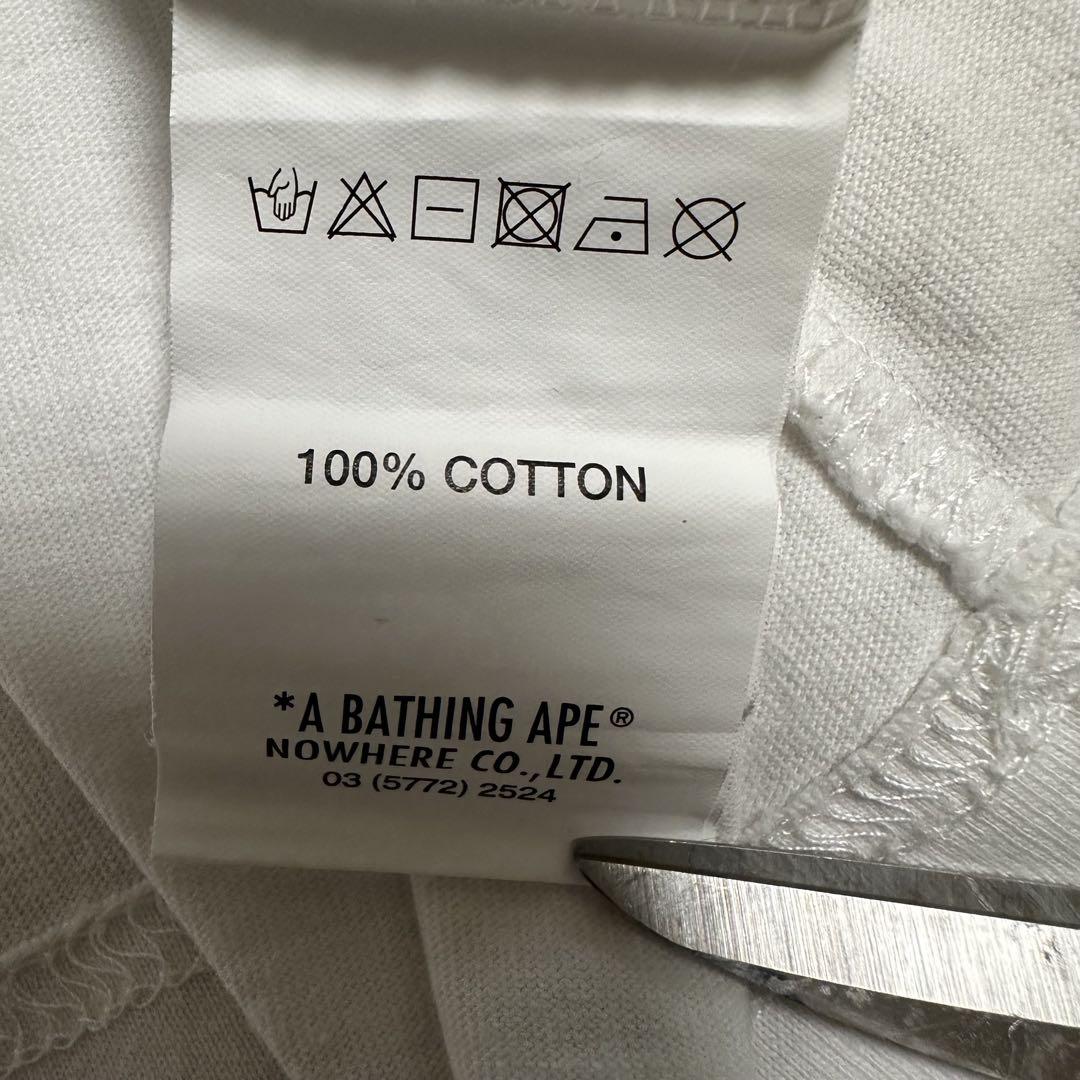 100% COTTON
*A BATHING APE®
NOWHERE CO.,LTD.
03 (5772) 2524